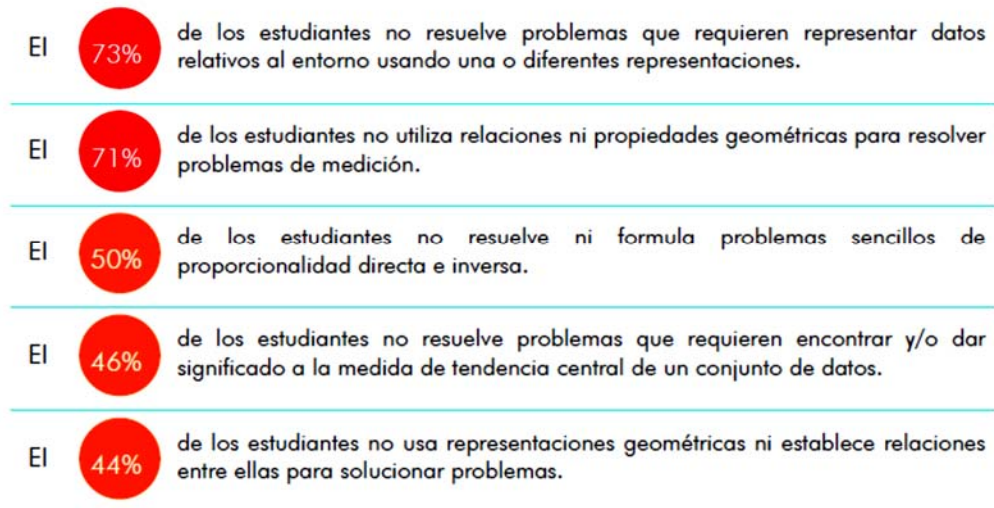 El 73% de los estudiantes no resuelve problemas que requieren representar datos
relativos al entorno usando una o diferentes representaciones.
El 71% de los estudiantes no utiliza relaciones ni propiedades geométricas para resolver
problemas de medición.
El 50% de los estudiantes no resuelve ni formula problemas sencillos de
proporcionalidad directa e inversa.
El 46% de los estudiantes no resuelve problemas que requieren encontrar y/o dar
significado a la medida de tendencia central de un conjunto de datos.
El 44% de los estudiantes no usa representaciones geométricas ni establece relaciones
entre ellas para solucionar problemas.